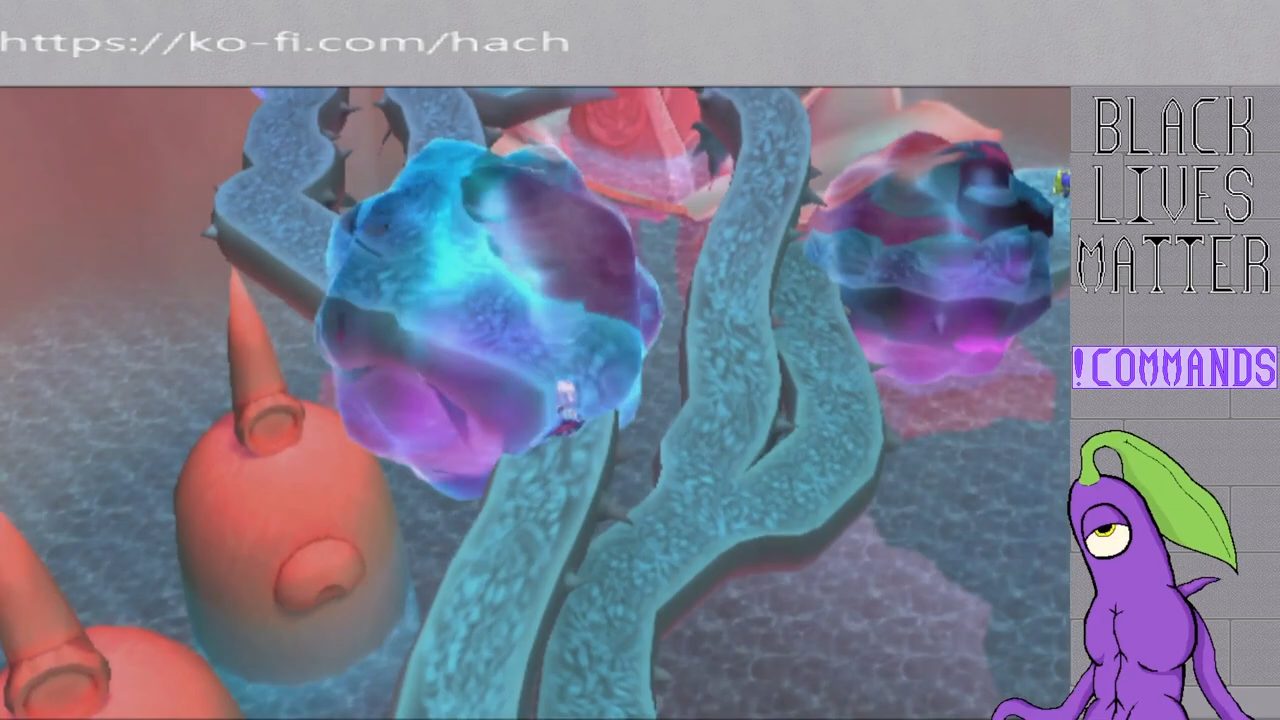 https://ko-fi.com/hach
BLACK
LIVES
MATTER
!COMMANDS